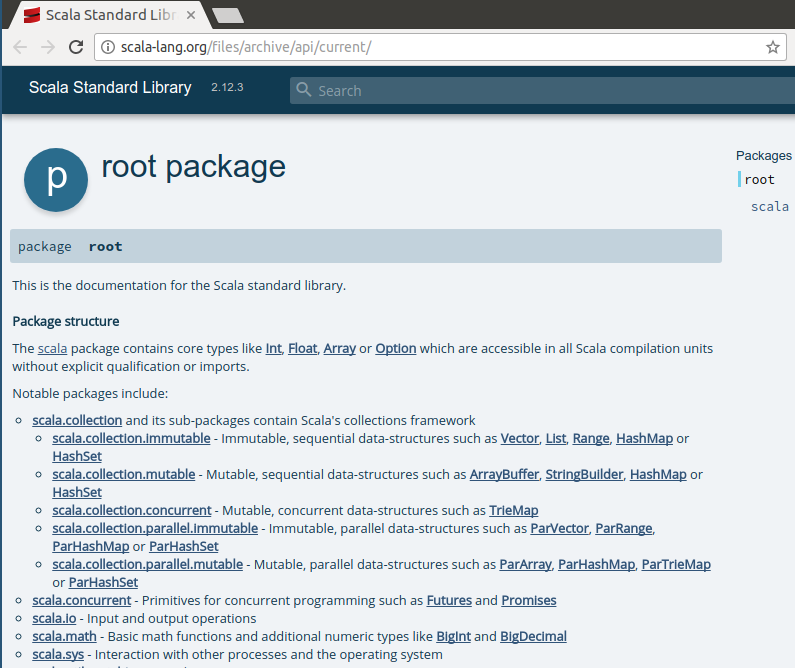 Scala Standard Libr
scala-lang.org/files/archive/api/current/
Scala Standard Library 2.12.3 Search
p root package
Packages
root
scala
package root
This is the documentation for the Scala standard library.
Package structure
The scala package contains core types like Int, Float, Array or Option which are accessible in all Scala compilation units
without explicit qualification or imports.
Notable packages include:
scala.collection and its sub-packages contain Scala's collections framework
scala.collection.immutable - Immutable, sequential data-structures such as Vector, List, Range, HashMap or
HashSet
scala.collection.mutable - Mutable, sequential data-structures such as ArrayBuffer, StringBuilder, HashMap or
HashSet
scala.collection.concurrent - Mutable, concurrent data-structures such as TrieMap
scala.collection.parallel.immutable - Immutable, parallel data-structures such as ParVector, ParRange,
ParHashMap or ParHashSet
scala.collection.parallel.mutable - Mutable, parallel data-structures such as ParArray, ParHashMap, ParTrieMap
or ParHashSet
scala.concurrent - Primitives for concurrent programming such as Futures and Promises
scala.io - Input and output operations
scala.math - Basic math functions and additional numeric types like BigInt and BigDecimal
scala.sys - Interaction with other processes and the operating system